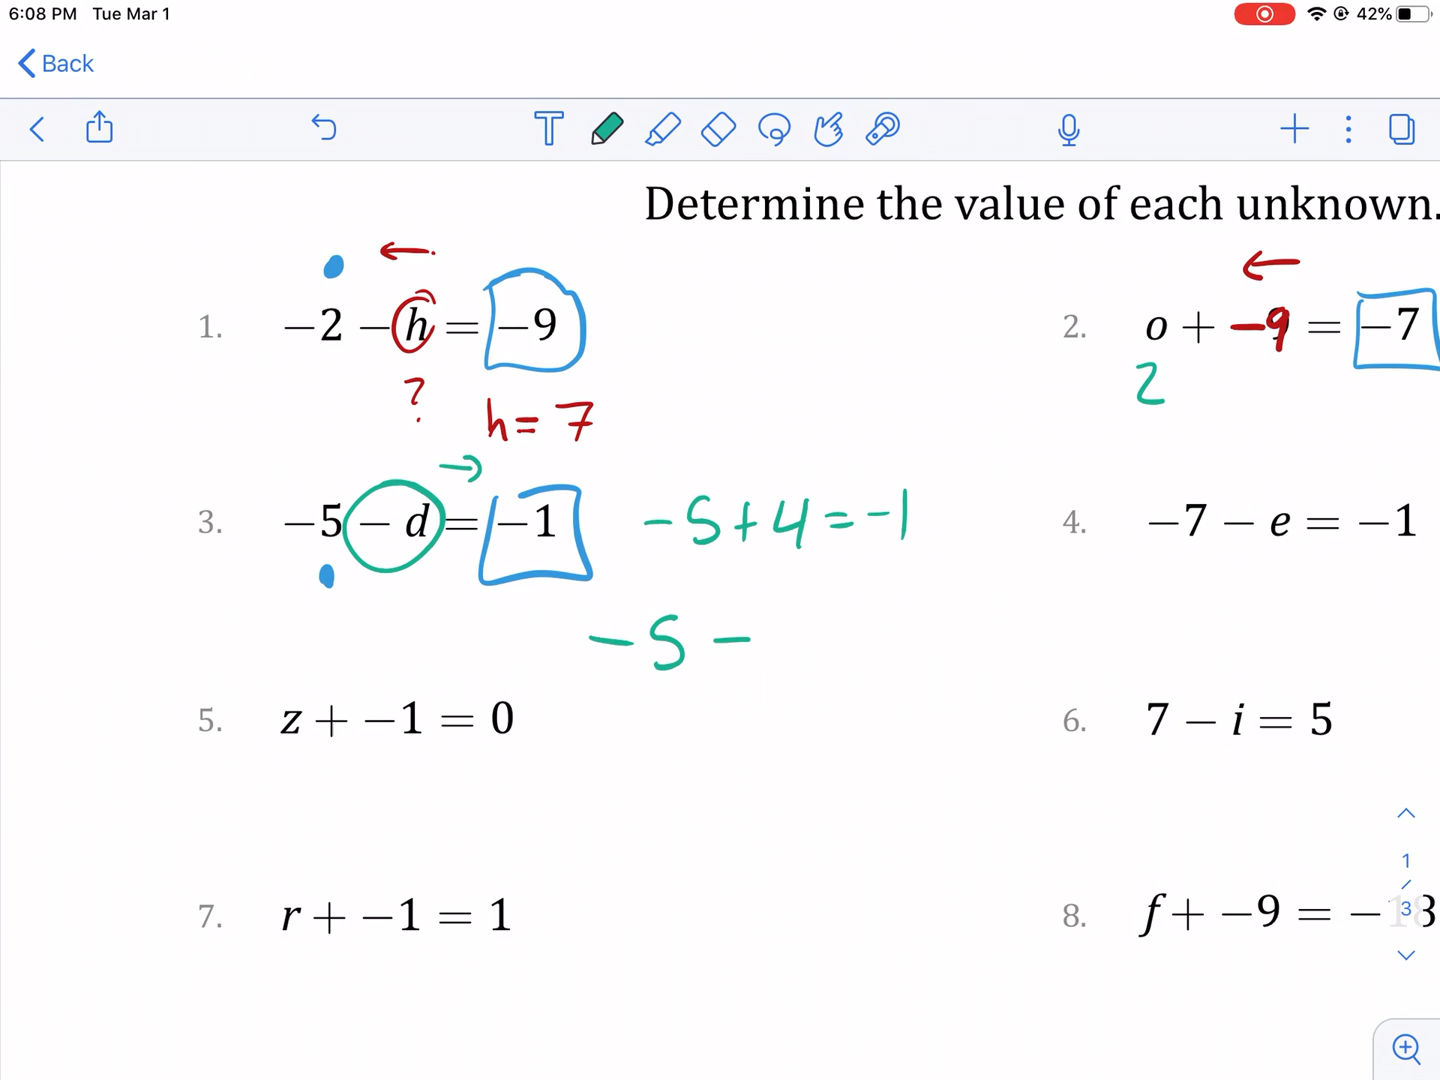 6:08 PM Tue Mar 1 42%
Back
T
Determine the value of each unknown.
1. −2 − h = −9
2. o + −9 = −7
?
2
h = 7
3. −5 − d = −1
−5 + 4 = −1
4. −7 − e = −1
−5 −
5. z + −1 = 0
6. 7 − i = 5
1
/
3
7. r + −1 = 1
8. f + −9 = −18